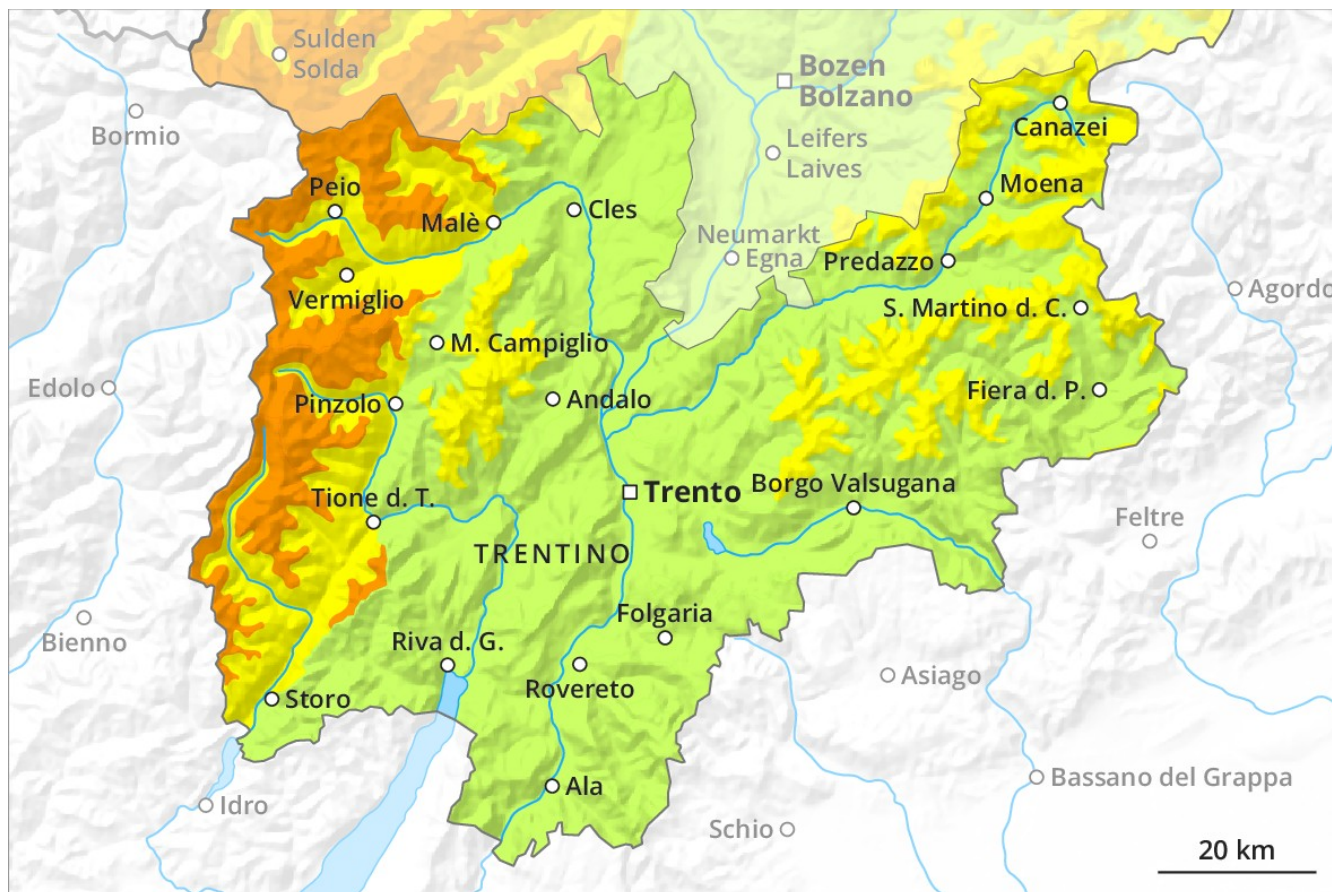 Sulden
Solda
Bozen
Bolzano
Bormio
Canazei
Leifers
Laives
Peio
Moena
Malè
Cles
Neumarkt
Egna
Predazzo
Vermiglio
Agordo
S. Martino d. C.
M. Campiglio
Edolo
Pinzolo
Andalo
Fiera d. P.
Trento
Borgo Valsugana
Tione d. T.
Feltre
TRENTINO
Bienno
Folgaria
Riva d. G.
Asiago
Rovereto
Storo
Bassano del Grappa
Ala
Idro
Schio
20 km